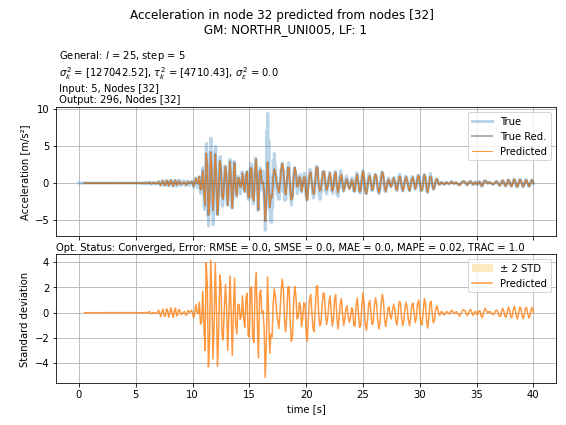 Acceleration in node 32 predicted from nodes [32]
GM: NORTHR_UNI005, LF: 1
General: l = 25, step = 5
σ²ₖ = [127042.52], τ²ₖ = [4710.43], σ²ε = 0.0
Input: 5, Nodes [32]
Output: 296, Nodes [32]
Acceleration [m/s²]
10
5
0
−5
True
True Red.
Predicted
Opt. Status: Converged, Error: RMSE = 0.0, SMSE = 0.0, MAE = 0.0, MAPE = 0.02, TRAC = 1.0
Standard deviation
4
2
0
−2
−4
± 2 STD
Predicted
0 5 10 15 20 25 30 35 40
time [s]